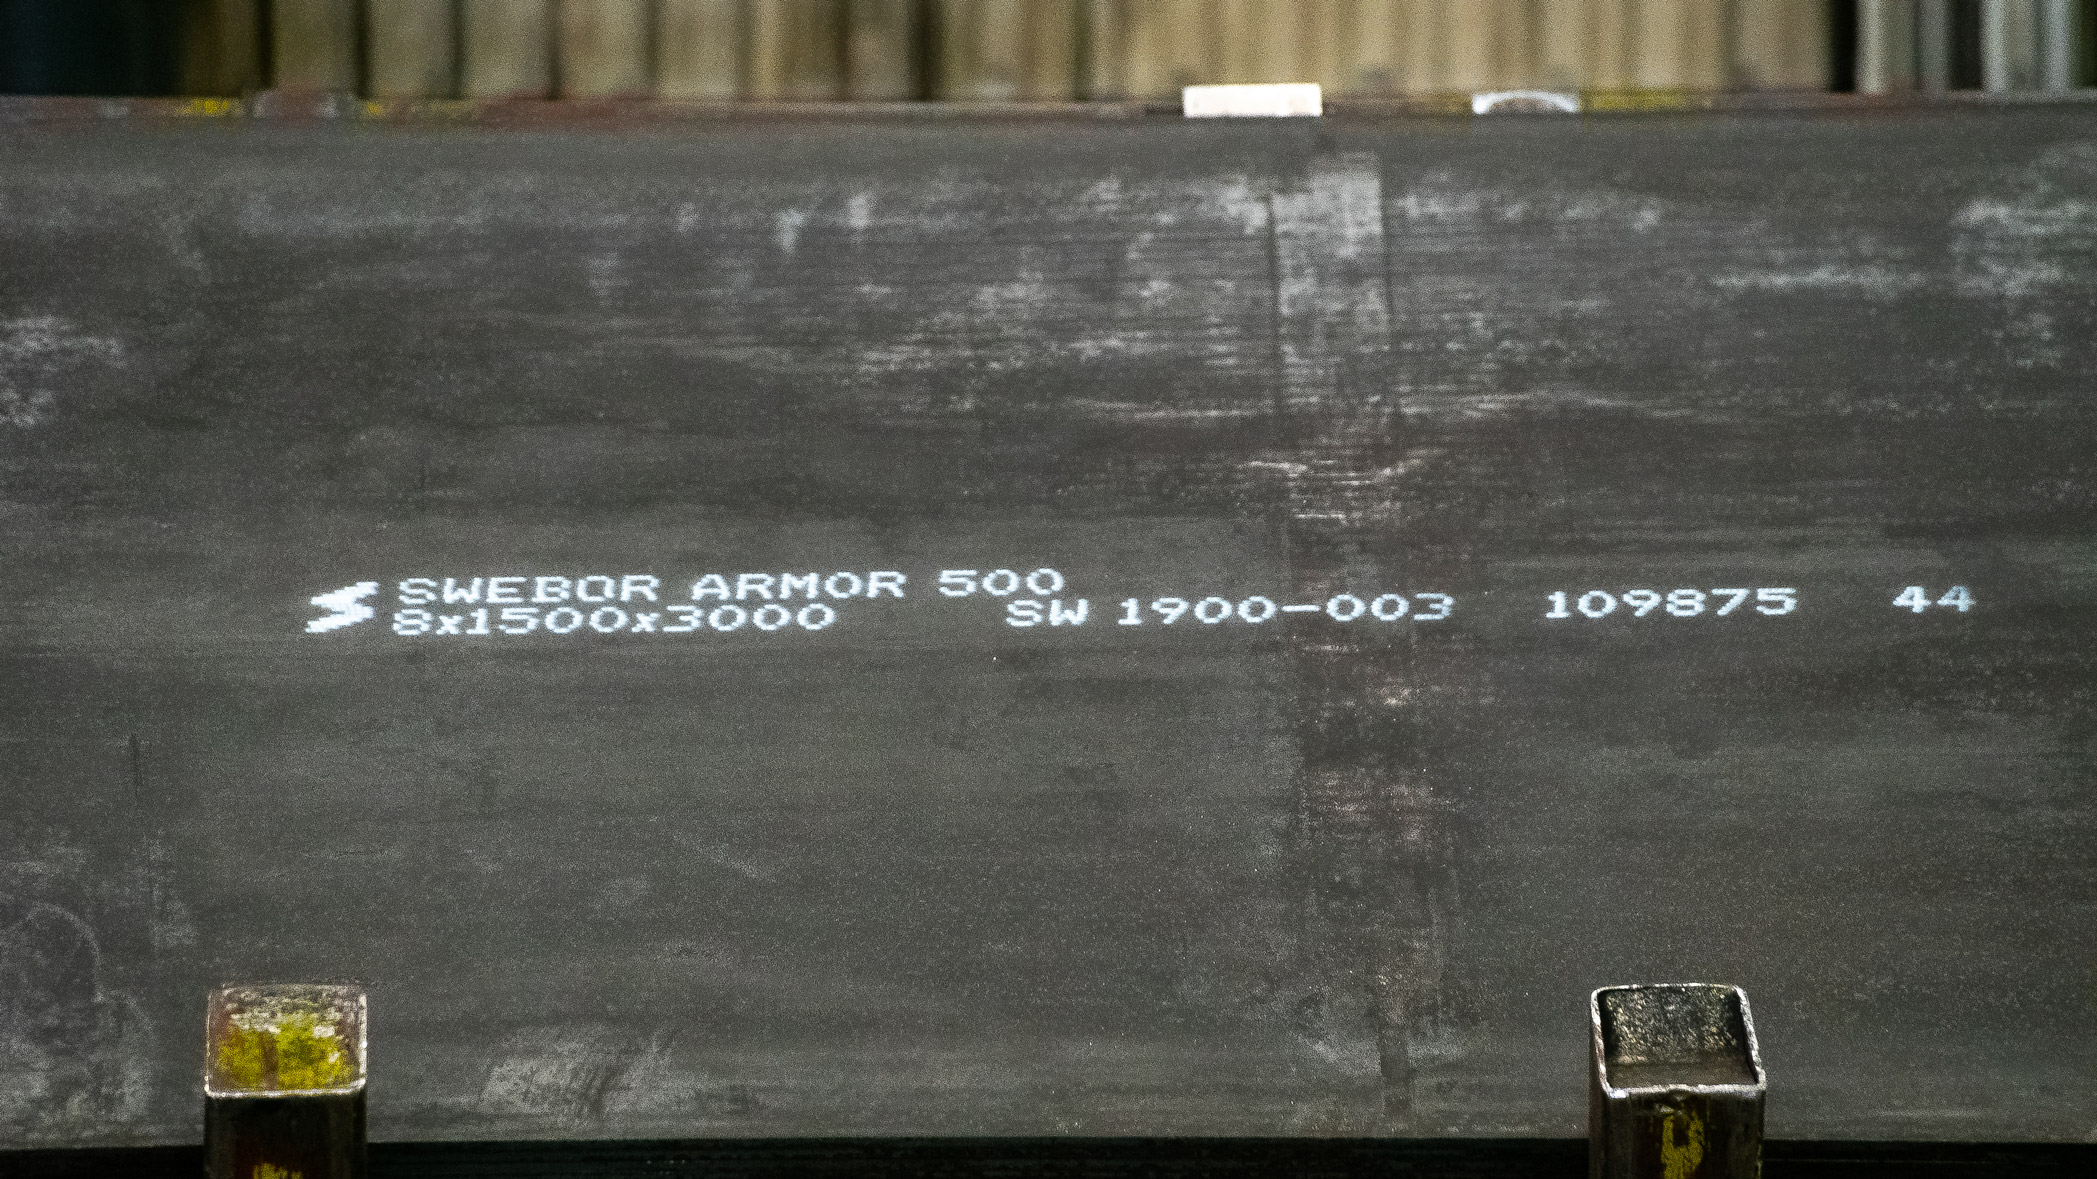 SWEBOR ARMOR 500
8x1500x3000 SW 1900-003 109875 44